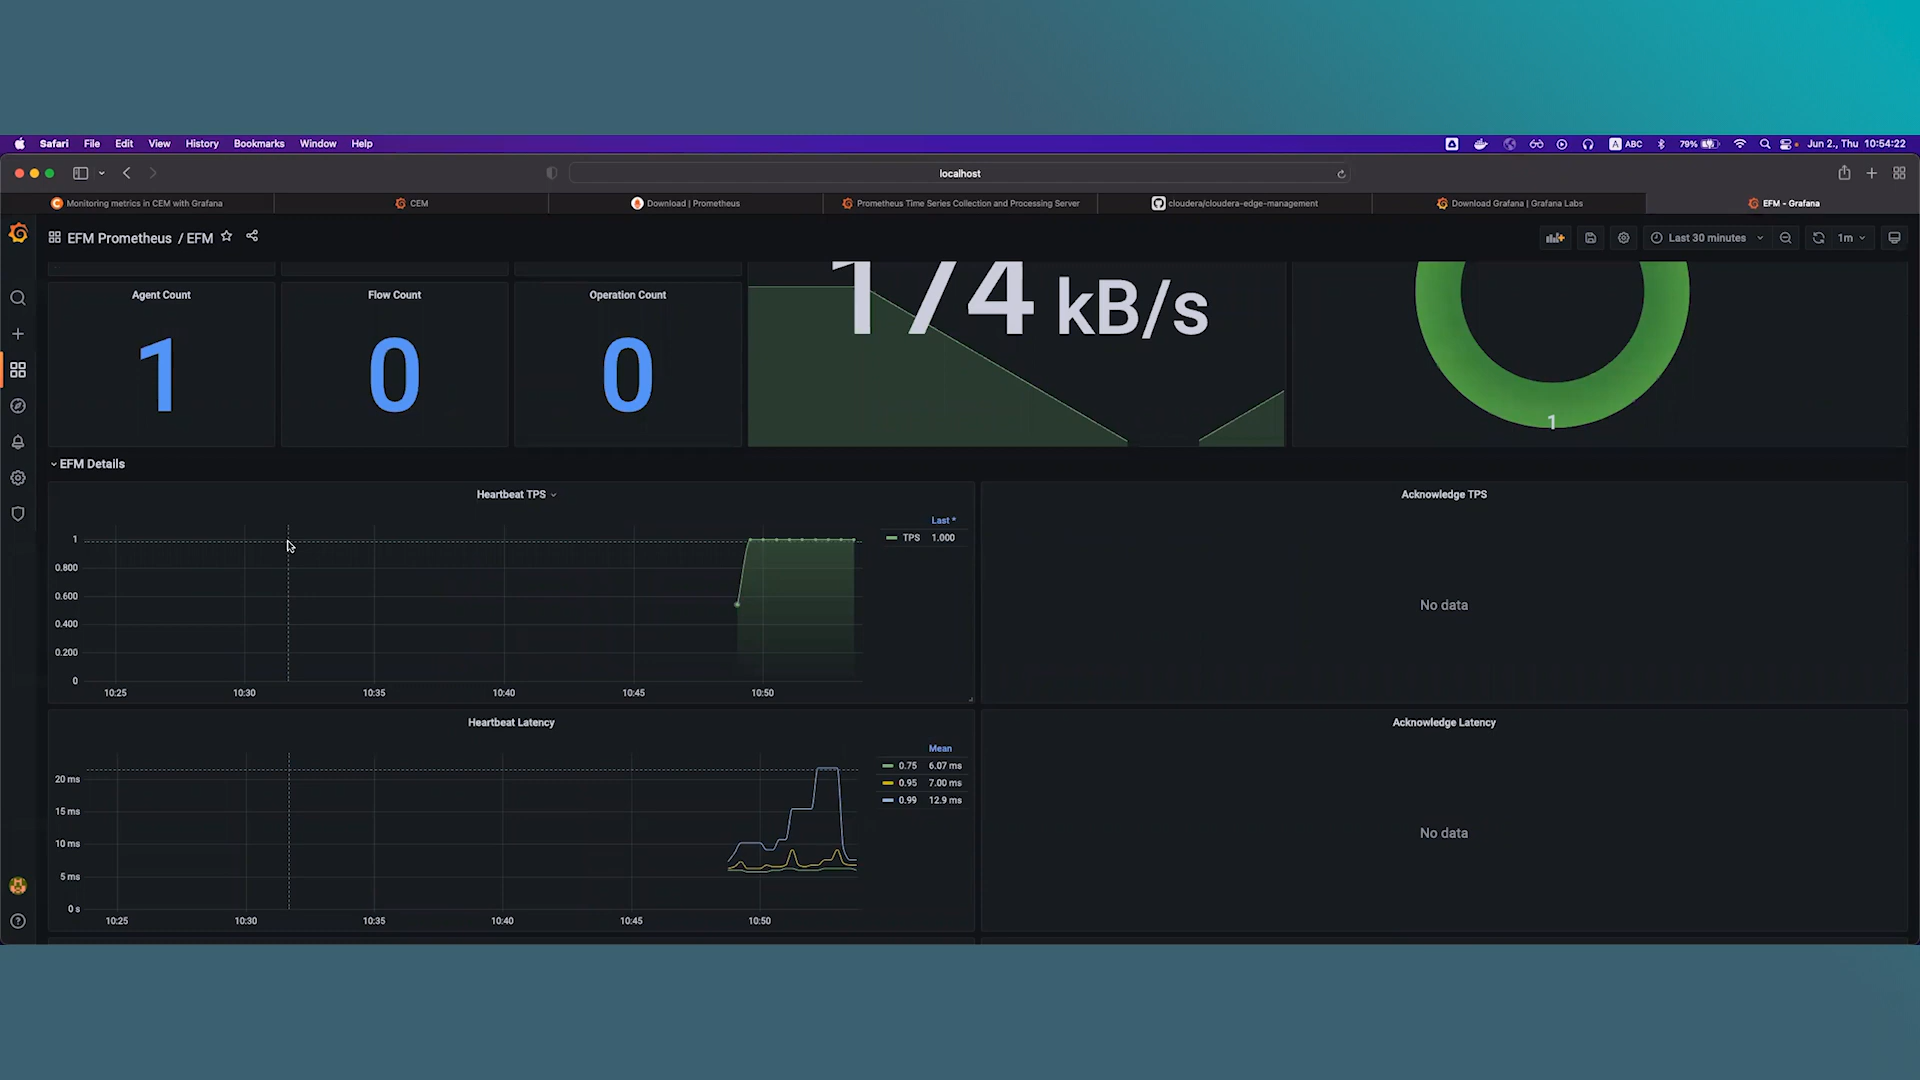 Safari File Edit View History Bookmarks Window Help
ABC 79% Jun 2., Thu 10:54:22
localhost
Monitoring metrics in CEM with Grafana
CEM
Download | Prometheus
Prometheus Time Series Collection and Processing Server
cloudera/cloudera-edge-management
Download Grafana | Grafana Labs
EFM - Grafana
EFM Prometheus / EFM
Last 30 minutes
1m
Agent Count
1
Flow Count
0
Operation Count
0
174 kB/s
1
EFM Details
Heartbeat TPS
1
0.800
0.600
0.400
0.200
0
10:25 10:30 10:35 10:40 10:45 10:50
Last *
TPS 1.000
Acknowledge TPS
No data
Heartbeat Latency
20 ms
15 ms
10 ms
5 ms
0 s
10:25 10:30 10:35 10:40 10:45 10:50
Mean
0.75 6.07 ms
0.95 7.00 ms
0.99 12.9 ms
Acknowledge Latency
No data